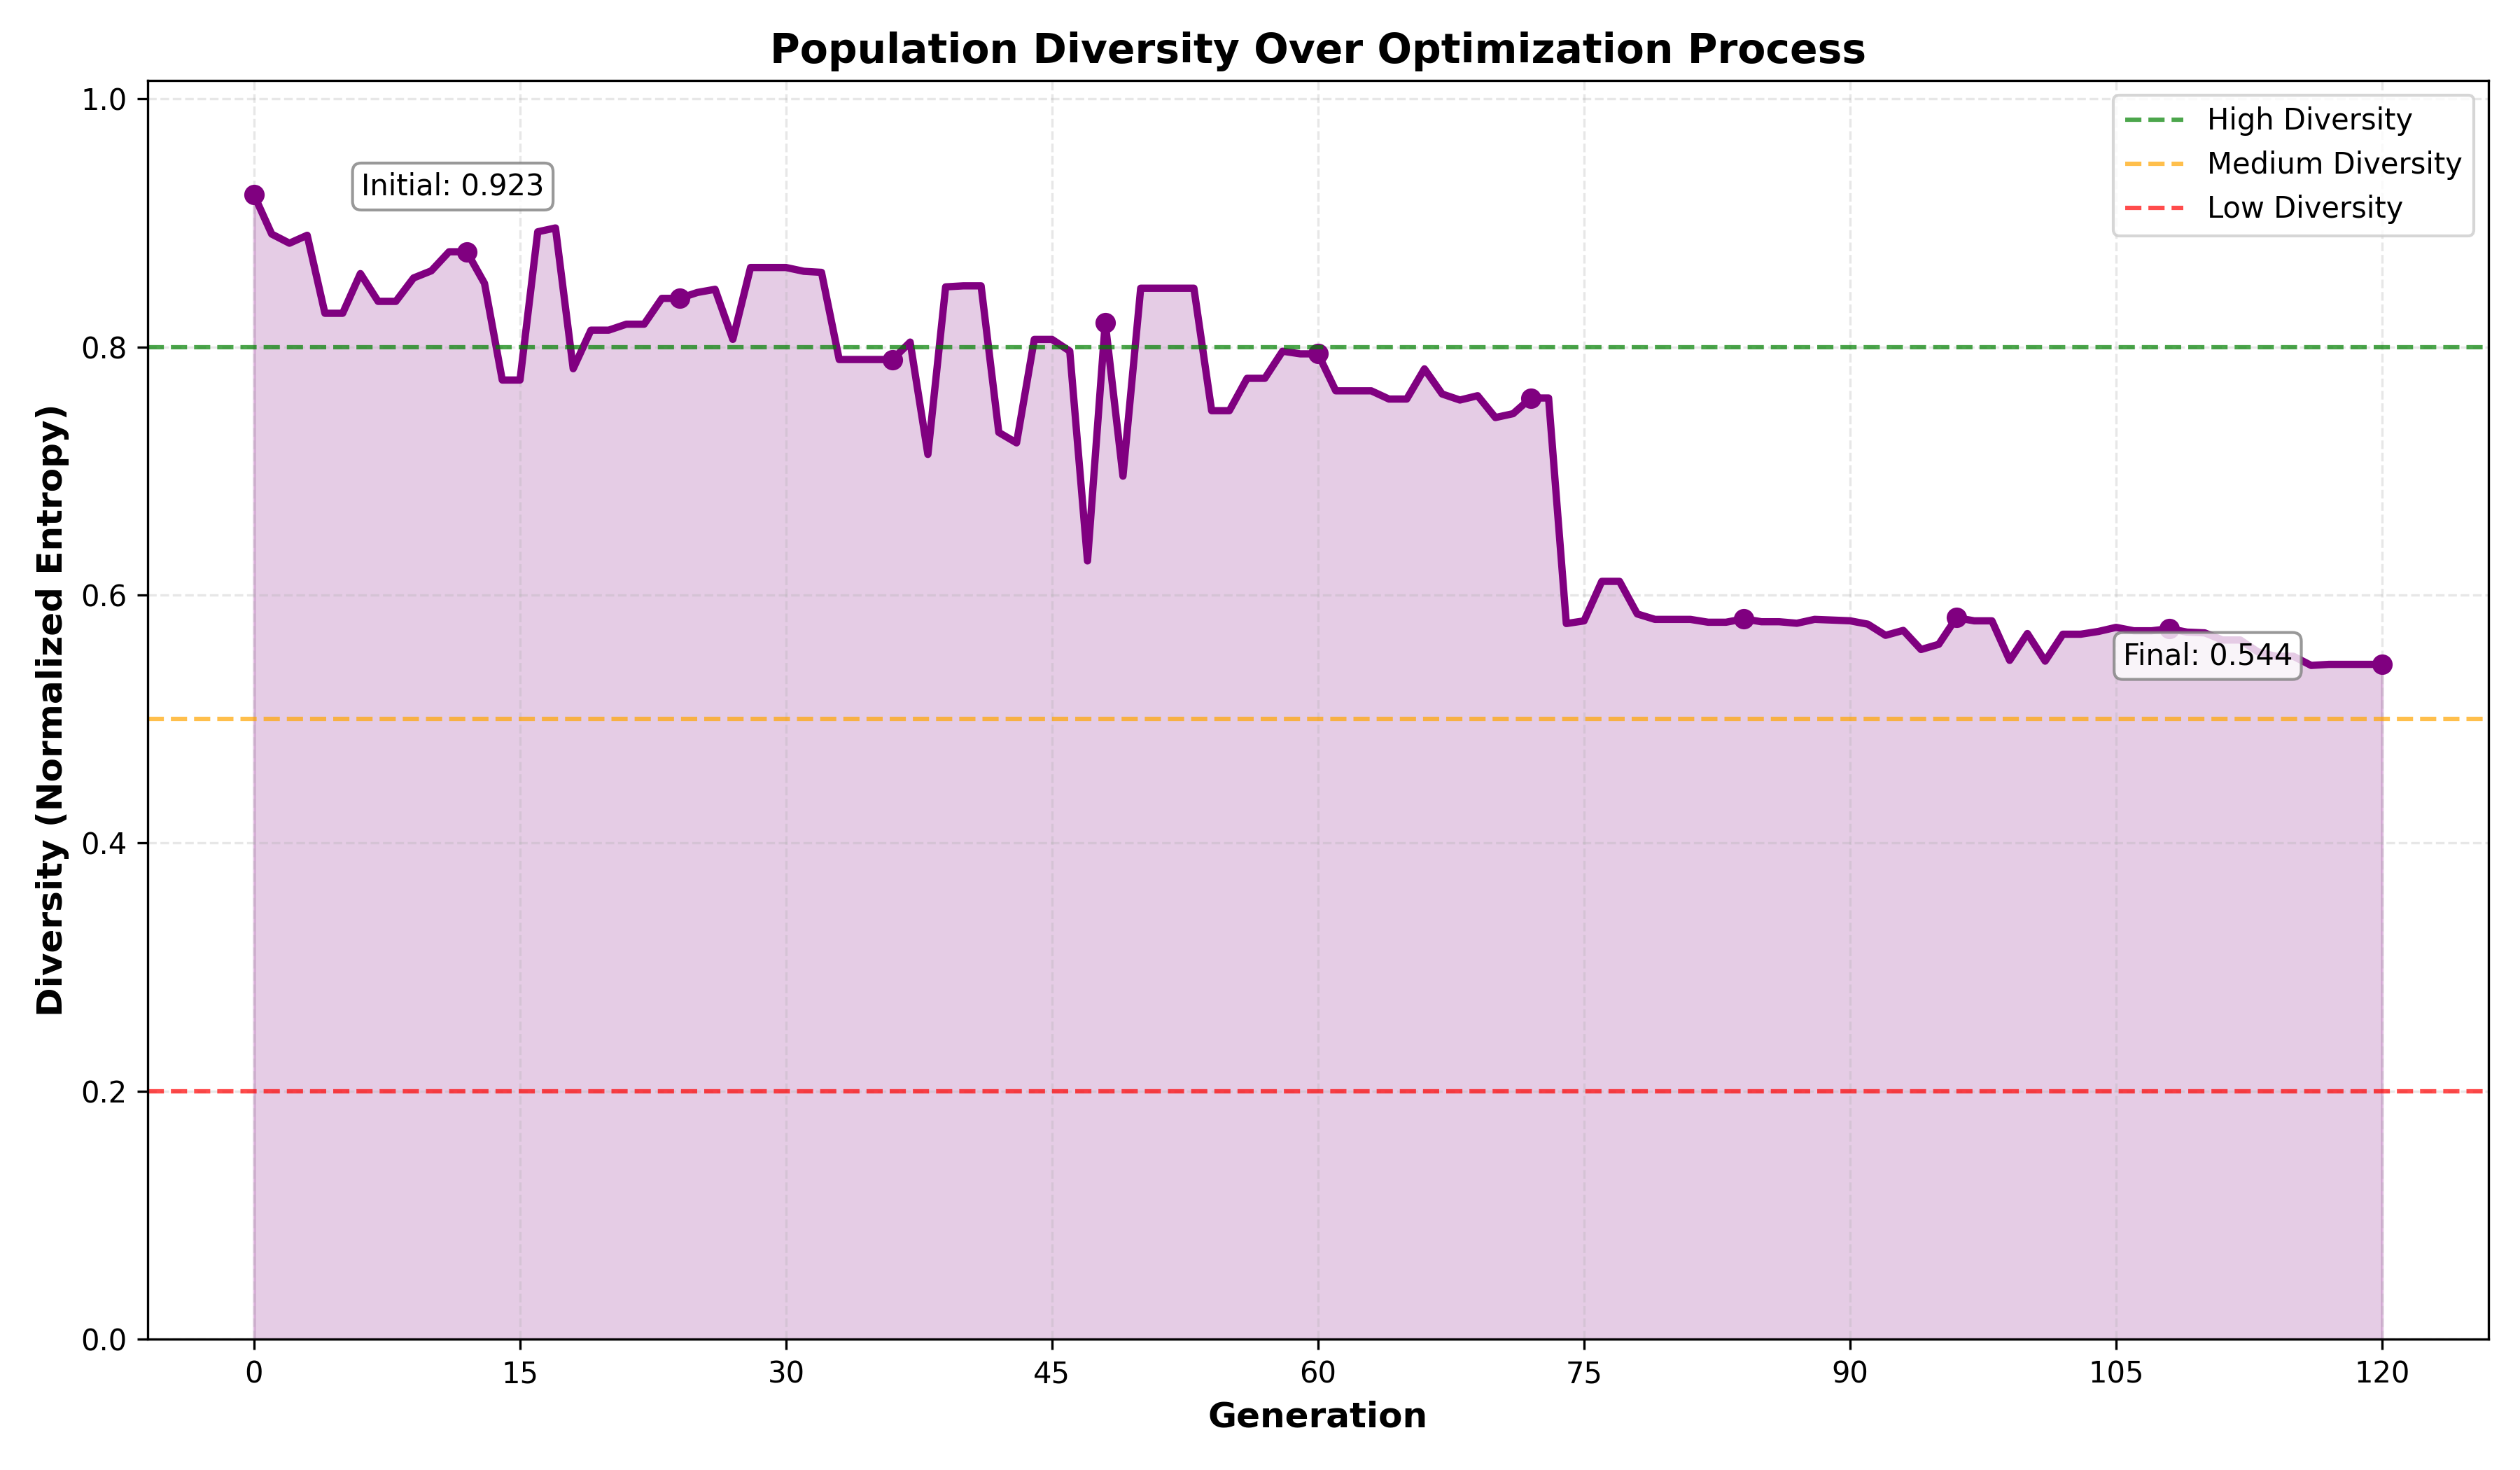 Population Diversity Over Optimization Process
Diversity (Normalized Entropy)
1.0
0.8
0.6
0.4
0.2
0.0
Initial: 0.923
High Diversity
Medium Diversity
Low Diversity
Final: 0.544
0 15 30 45 60 75 90 105 120
Generation